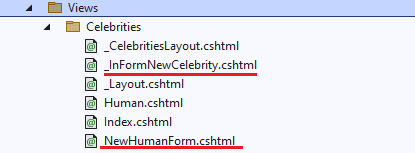 Views
Celebrities
_CelebritiesLayout.cshtml
_InFormNewCelebrity.cshtml
_Layout.cshtml
Human.cshtml
Index.cshtml
NewHumanForm.cshtml